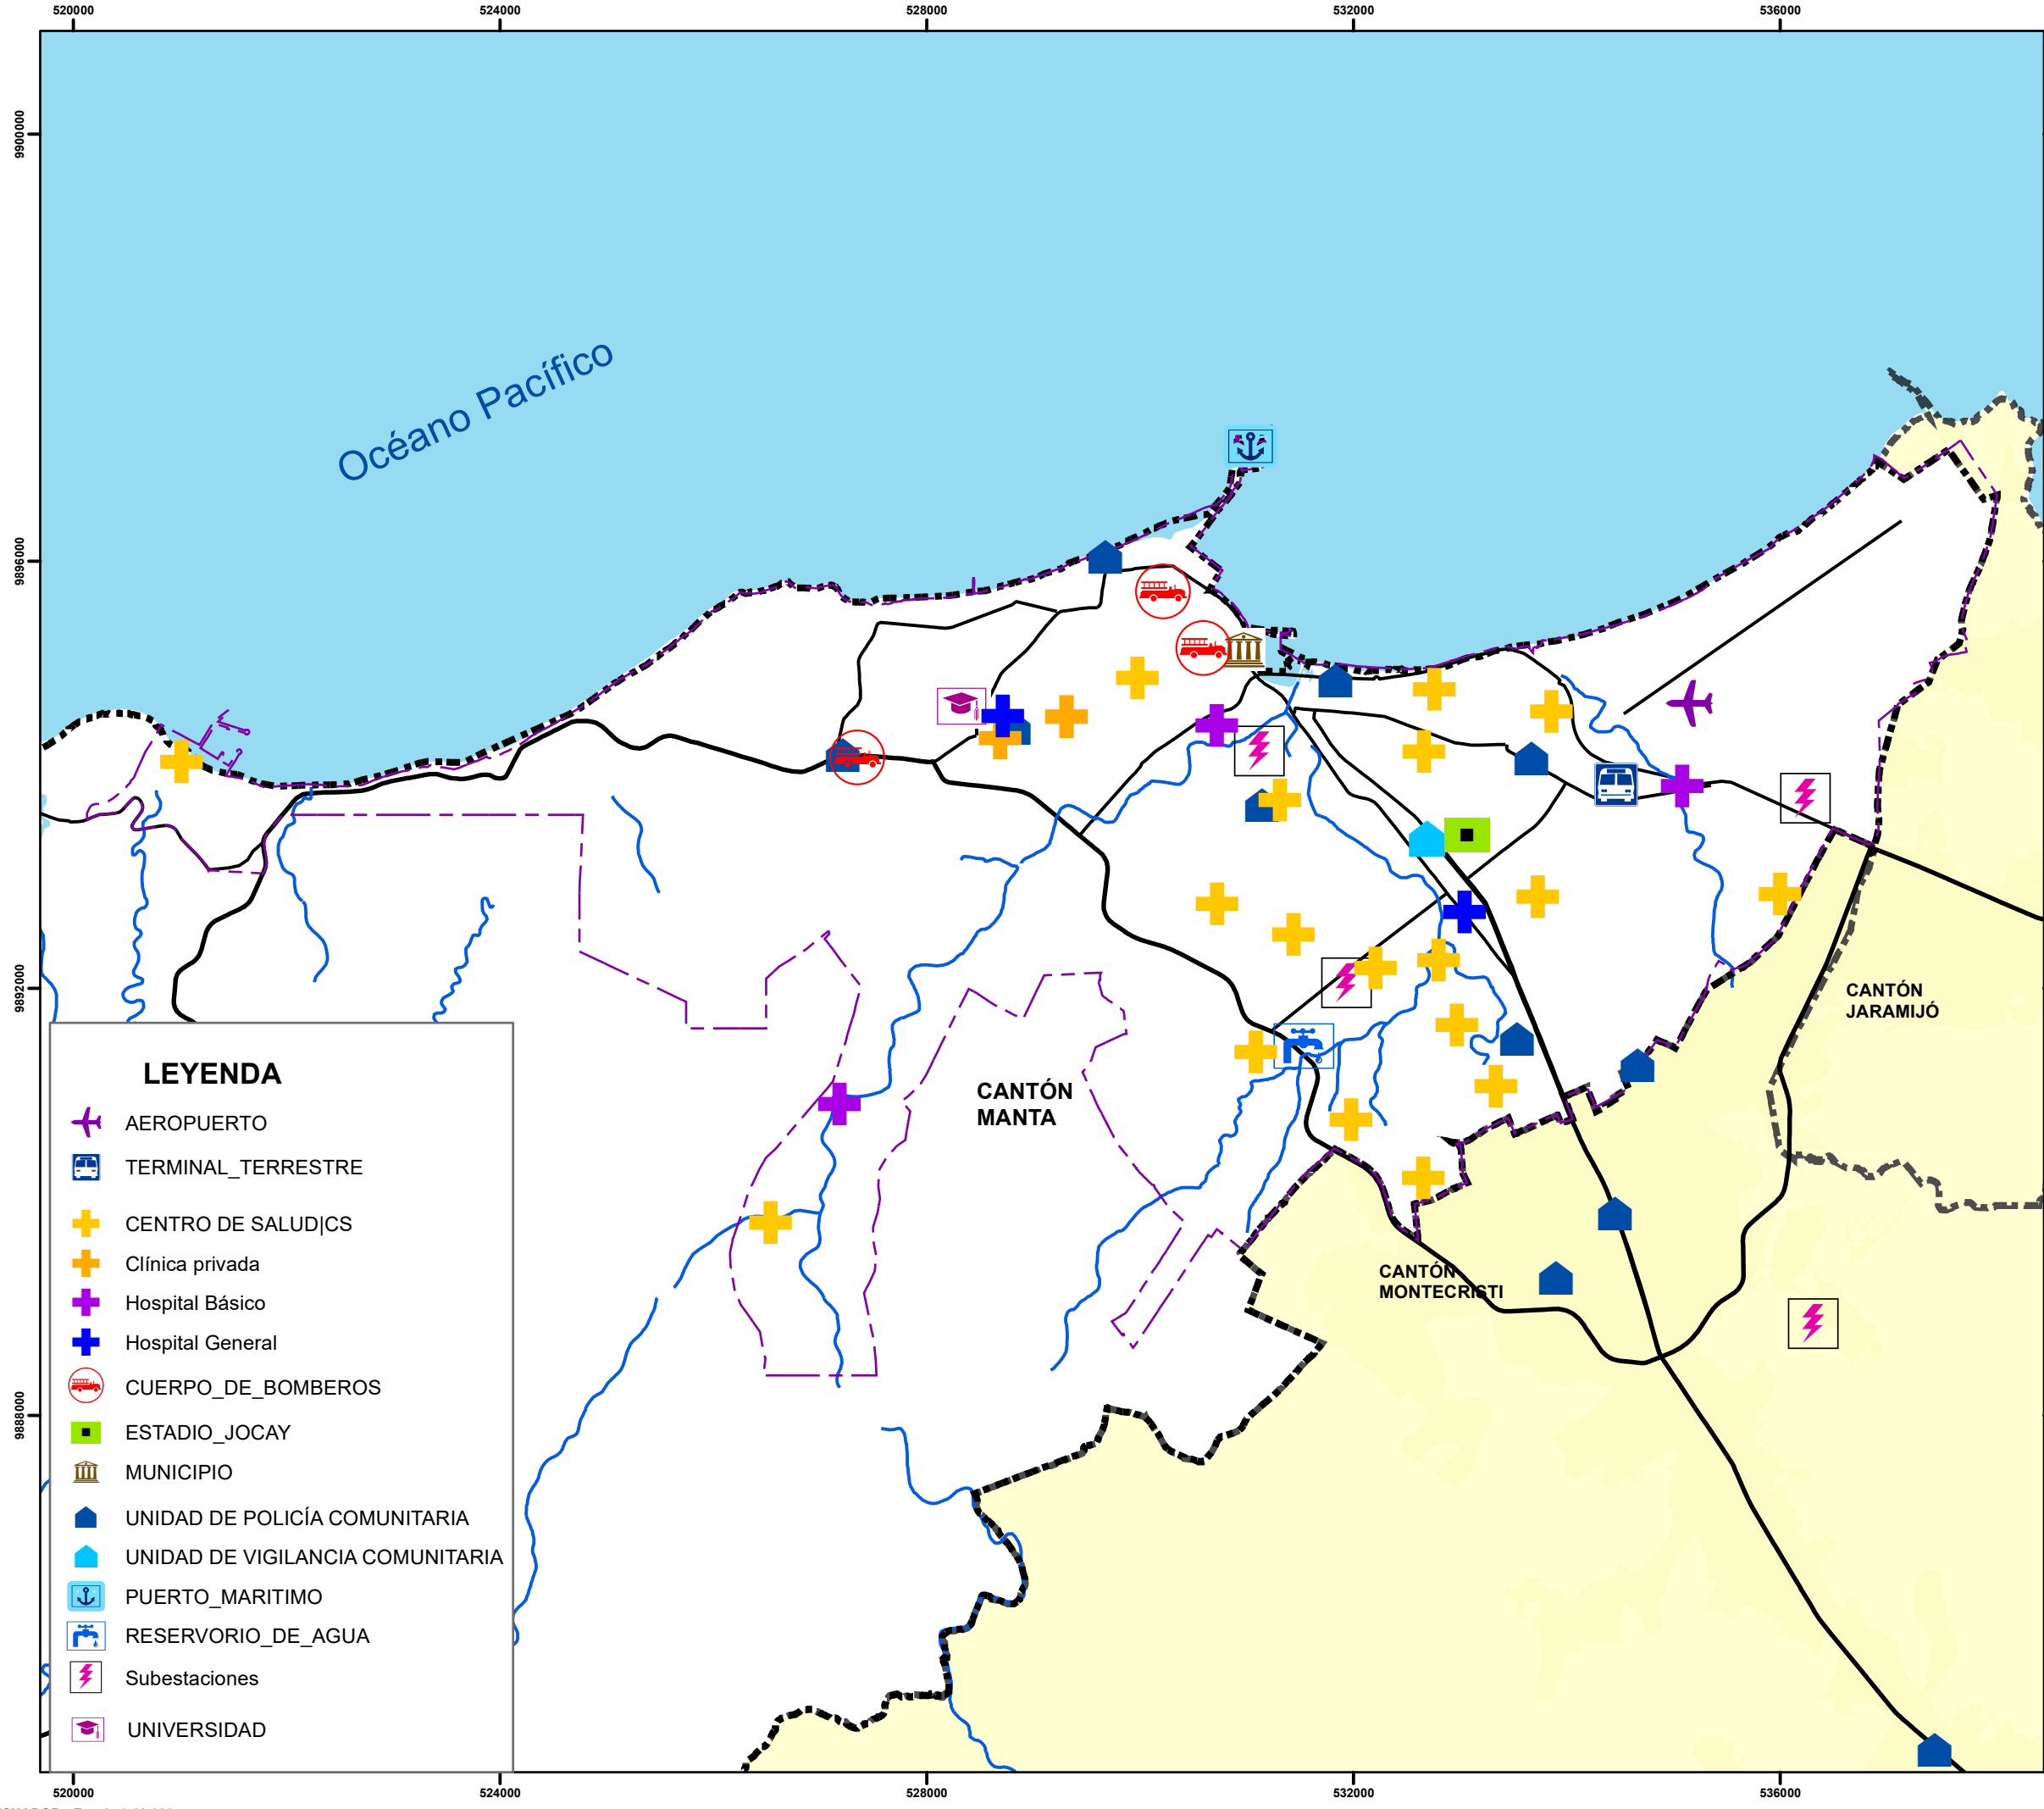 520000
524000
528000
532000
536000
9900000
9896000
9892000
9888000
Océano Pacífico
CANTÓN
JARAMIJÓ
CANTÓN
MANTA
CANTÓN
MONTECRISTI
LEYENDA
AEROPUERTO
TERMINAL_TERRESTRE
CENTRO DE SALUD|CS
Clínica privada
Hospital Básico
Hospital General
CUERPO_DE_BOMBEROS
ESTADIO_JOCAY
MUNICIPIO
UNIDAD DE POLICÍA COMUNITARIA
UNIDAD DE VIGILANCIA COMUNITARIA
PUERTO_MARITIMO
RESERVORIO_DE_AGUA
Subestaciones
UNIVERSIDAD
520000
524000
528000
532000
536000